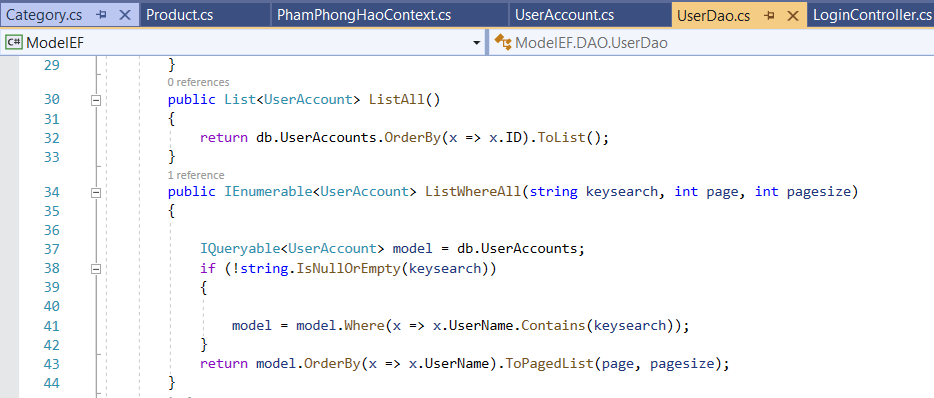 Category.cs Product.cs PhamPhongHaoContext.cs UserAccount.cs UserDao.cs LoginController.cs
C# ModelEF ModelEF.DAO.UserDao
29 }
0 references
30 public List<UserAccount> ListAll()
31 {
32 return db.UserAccounts.OrderBy(x => x.ID).ToList();
33 }
1 reference
34 public IEnumerable<UserAccount> ListWhereAll(string keysearch, int page, int pagesize)
35 {
36
37 IQueryable<UserAccount> model = db.UserAccounts;
38 if (!string.IsNullOrEmpty(keysearch))
39 {
40
41 model = model.Where(x => x.UserName.Contains(keysearch));
42 }
43 return model.OrderBy(x => x.UserName).ToPagedList(page, pagesize);
44 }